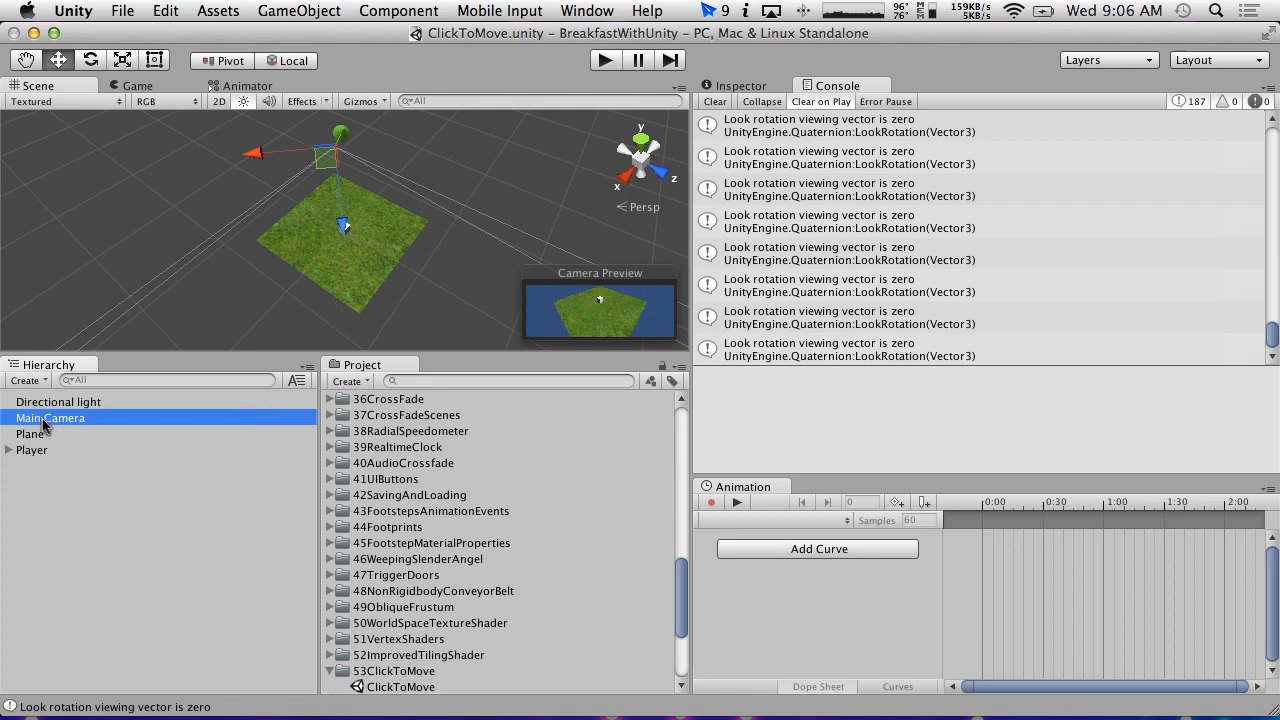 Unity File Edit Assets GameObject Component Mobile Input Window Help 9 96° 76° 159KB/s 5KB/s Wed 9:06 AM
ClickToMove.unity – BreakfastWithUnity – PC, Mac & Linux Standalone
Pivot Local Layers Layout
Scene Game Animator
Textured RGB 2D Effects Gizmos All
y
x
z
Persp
Camera Preview
Inspector Console
Clear Collapse Clear on Play Error Pause 187 0 0
Look rotation viewing vector is zero
UnityEngine.Quaternion:LookRotation(Vector3)
Look rotation viewing vector is zero
UnityEngine.Quaternion:LookRotation(Vector3)
Look rotation viewing vector is zero
UnityEngine.Quaternion:LookRotation(Vector3)
Look rotation viewing vector is zero
UnityEngine.Quaternion:LookRotation(Vector3)
Look rotation viewing vector is zero
UnityEngine.Quaternion:LookRotation(Vector3)
Look rotation viewing vector is zero
UnityEngine.Quaternion:LookRotation(Vector3)
Look rotation viewing vector is zero
UnityEngine.Quaternion:LookRotation(Vector3)
Look rotation viewing vector is zero
UnityEngine.Quaternion:LookRotation(Vector3)
Hierarchy
Create All
Directional light
Main Camera
Plane
Player
Project
Create
36CrossFade
37CrossFadeScenes
38RadialSpeedometer
39RealtimeClock
40AudioCrossfade
41UIButtons
42SavingAndLoading
43FootstepsAnimationEvents
44Footprints
45FootstepMaterialProperties
46WeepingSlenderAngel
47TriggerDoors
48NonRigidbodyConveyorBelt
49ObliqueFrustum
50WorldSpaceTextureShader
51VertexShaders
52ImprovedTilingShader
53ClickToMove
ClickToMove
Animation
0 0:00 0:30 1:00 1:30 2:00
Samples 60
Add Curve
Dope Sheet Curves
Look rotation viewing vector is zero